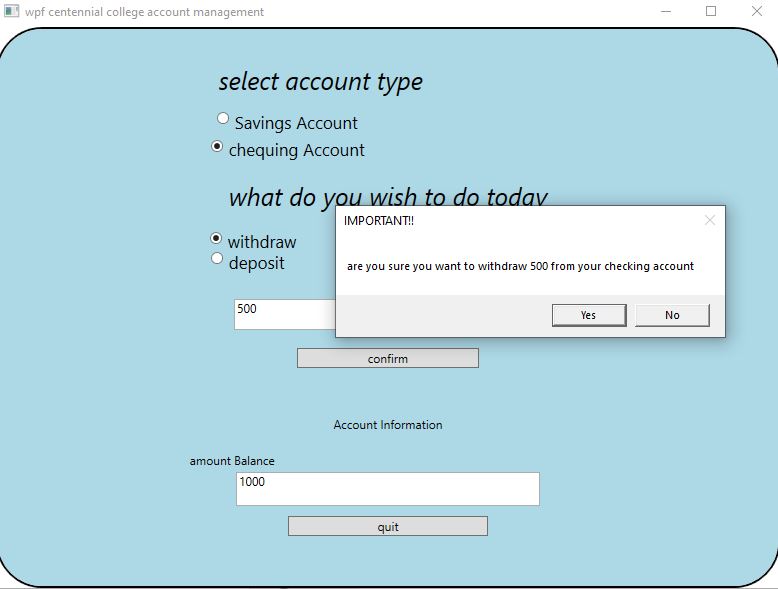 wpf centennial college account management
select account type
Savings Account
chequing Account
what do you wish to do today
withdraw
deposit
IMPORTANT!!
are you sure you want to withdraw 500 from your checking account
Yes No
500
confirm
Account Information
amount Balance
1000
quit